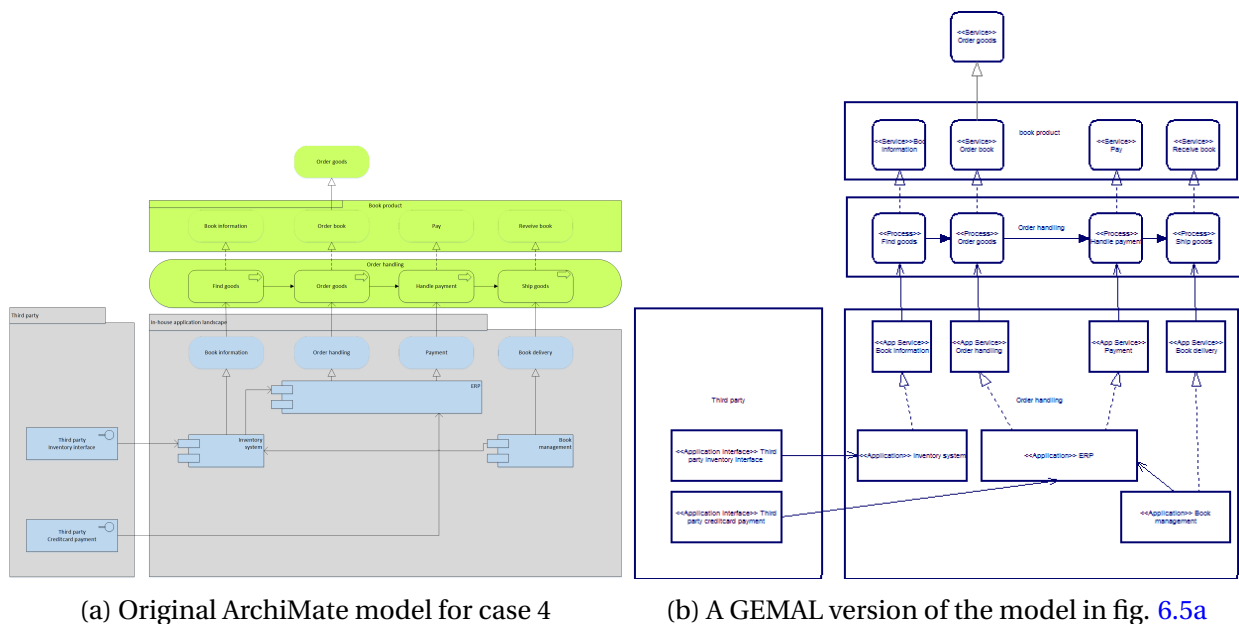 Order goods
Book product
Book information
Order book
Pay
Reveive book
Order handling
Find goods
Order goods
Handle payment
Ship goods
Third party
In-house application landscape
Book information
Order handling
Payment
Book delivery
ERP
Third party
Inventory interface
Inventory
system
Book
management
Third party
Creditcard payment
(a) Original ArchiMate model for case 4
<<Service>>
Order goods
book product
<<Service>>Boo
information
<<Service>>
Order book
<<Service>>
Pay
<<Service>>
Receive book
Order handling
<<Process>>
Find goods
<<Process>>
Order goods
<<Process>>
Handle payment
<<Process>>
Ship goods
<<App Service>>
Book information
<<App Service>>
Order handling
<<App Service>>
Payment
<<App Service>>
Book delivery
Third party
Order handling
<<Application Interface>> Third
party Inventory Interface
<<Application>> Inventory system
<<Application>> ERP
<<Application Interface>> Third
party creditcard payment
<<Application>> Book
management
(b) A GEMAL version of the model in fig. 6.5a